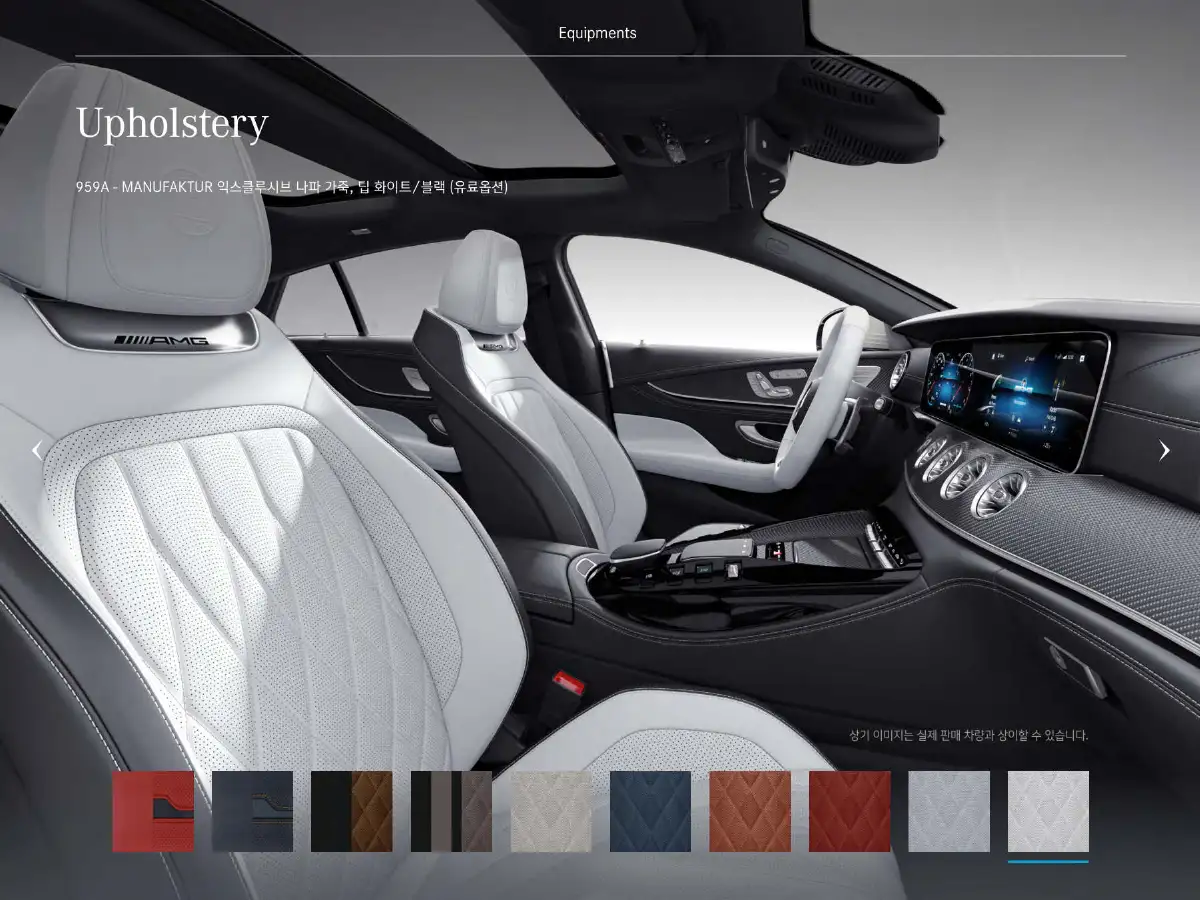 Equipments
Upholstery
959A - MANUFAKTUR 익스클루시브 나파 가죽, 딥 화이트/블랙 (유료옵션)
AMG
상기 이미지는 실제 판매 차량과 상이할 수 있습니다.